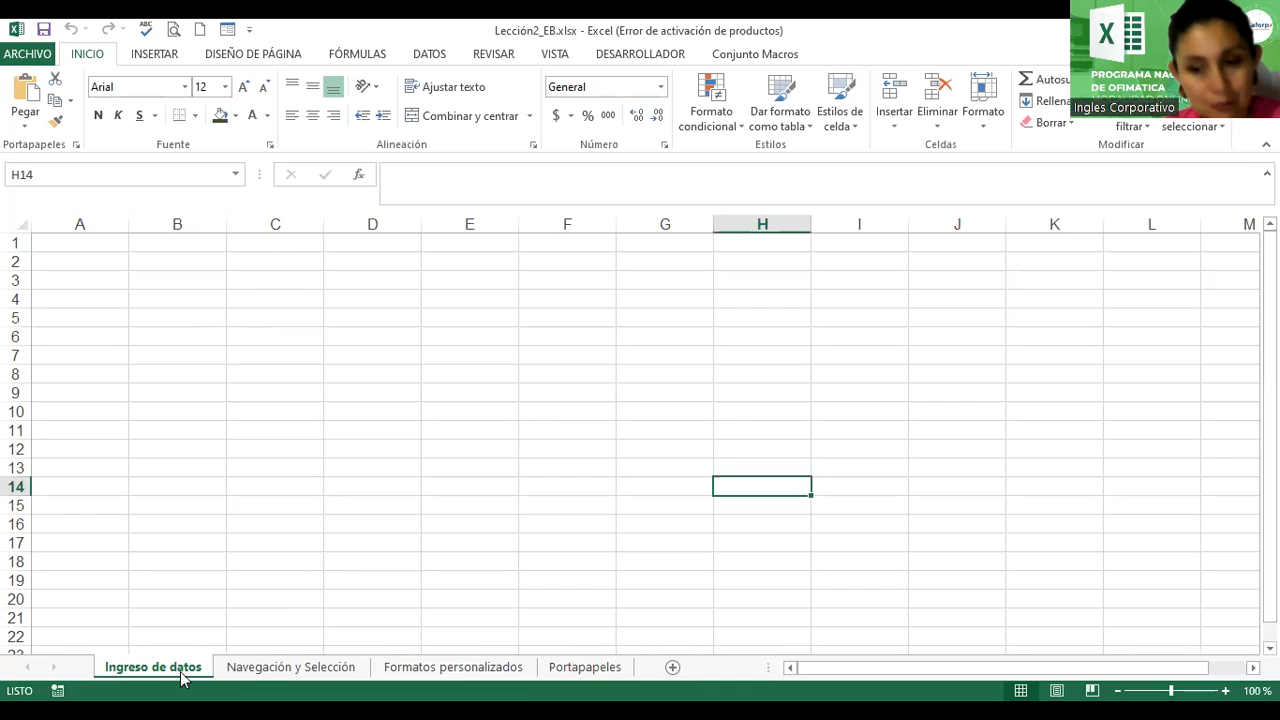 Lección2_EB.xlsx - Excel (Error de activación de productos)
ARCHIVO INICIO INSERTAR DISEÑO DE PÁGINA FÓRMULAS DATOS REVISAR VISTA DESARROLLADOR Conjunto Macros
Pegar
Portapapeles
Arial 12
N K S
Fuente
Ajustar texto
Combinar y centrar
Alineación
General
$ % 000
Número
Formato condicional
Dar formato como tabla
Estilos de celda
Estilos
Insertar
Eliminar
Formato
Celdas
Autosu
Rellena
Borrar
filtrar
seleccionar
Modificar
PROGRAMA NAC
DE OFIMÁTICA
Ingles Corporativo
H14
A B C D E F G H I J K L M
1
2
3
4
5
6
7
8
9
10
11
12
13
14
15
16
17
18
19
20
21
22
23
Ingreso de datos Navegación y Selección Formatos personalizados Portapapeles
LISTO
100 %